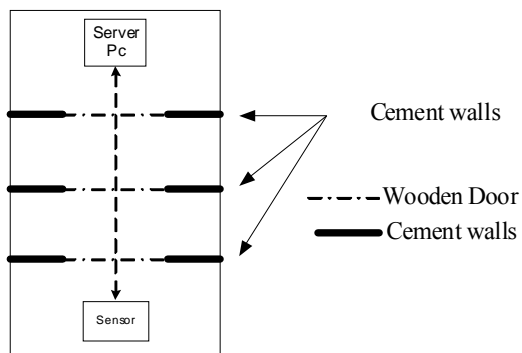 Server
Pc
Cement walls
Wooden Door
Cement walls
Sensor